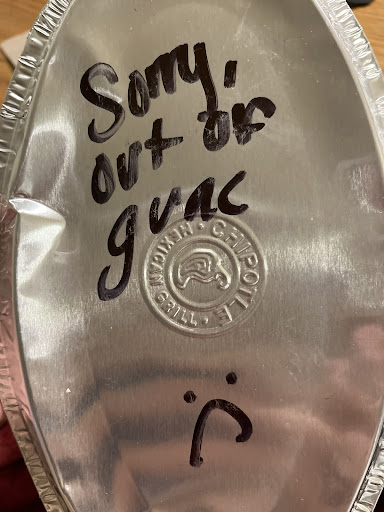 Sorry,
out of
guac
MEXICAN GRILL • CHIPOTLE •